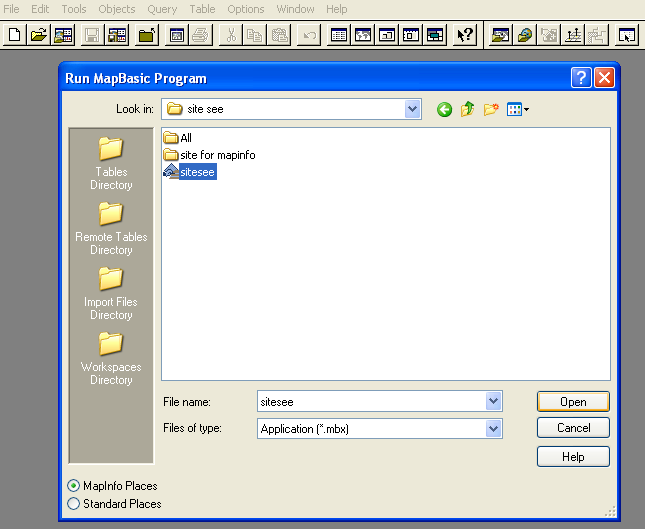 File Edit Tools Objects Query Table Options Window Help
Run MapBasic Program
Look in: site see
All
site for mapinfo
sitesee
Tables
Directory
Remote Tables
Directory
Import Files
Directory
Workspaces
Directory
File name: sitesee Open
Files of type: Application (*.mbx) Cancel
Help
MapInfo Places
Standard Places